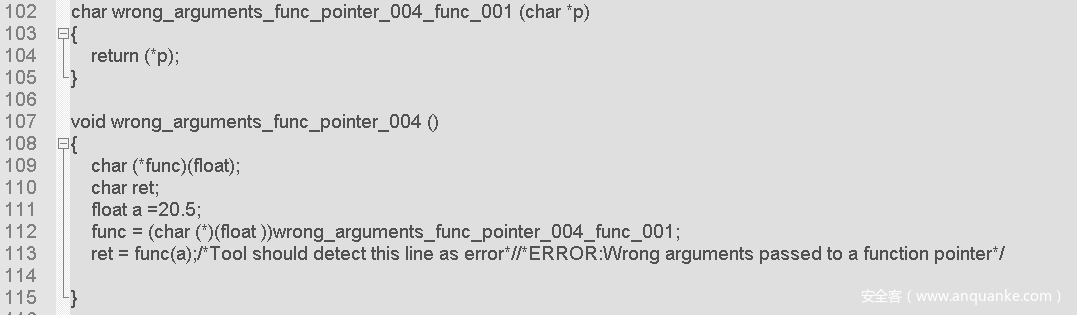 102 char wrong_arguments_func_pointer_004_func_001 (char *p)
103 {
104 return (*p);
105 }
106
107 void wrong_arguments_func_pointer_004 ()
108 {
109 char (*func)(float);
110 char ret;
111 float a =20.5;
112 func = (char (*)(float ))wrong_arguments_func_pointer_004_func_001;
113 ret = func(a);/*Tool should detect this line as error*//*ERROR:Wrong arguments passed to a function pointer*/
114
115 }
安全客（www.anquanke.com）